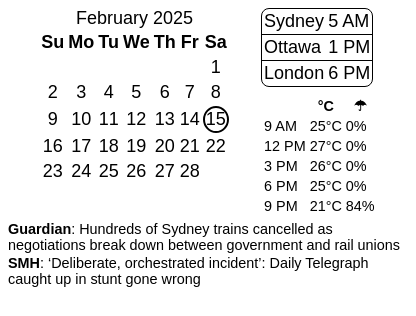 February 2025
Su Mo Tu We Th Fr Sa
1
2 3 4 5 6 7 8
9 10 11 12 13 14 15
16 17 18 19 20 21 22
23 24 25 26 27 28
Sydney 5 AM
Ottawa 1 PM
London 6 PM
°C ☂
9 AM 25°C 0%
12 PM 27°C 0%
3 PM 26°C 0%
6 PM 25°C 0%
9 PM 21°C 84%
Guardian: Hundreds of Sydney trains cancelled as
negotiations break down between government and rail unions
SMH: ‘Deliberate, orchestrated incident’: Daily Telegraph
caught up in stunt gone wrong